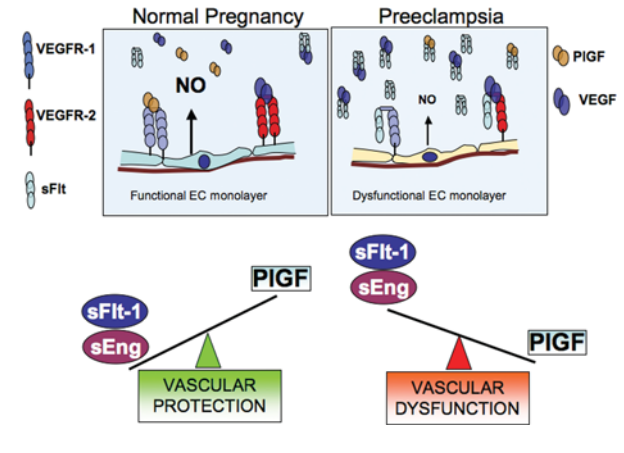 Normal Pregnancy
Preeclampsia
VEGFR-1
VEGFR-2
sFlt
NO
Functional EC monolayer
NO
Dysfunctional EC monolayer
PlGF
VEGF
sFlt-1
sEng
PlGF
VASCULAR
PROTECTION
sFlt-1
sEng
PlGF
VASCULAR
DYSFUNCTION